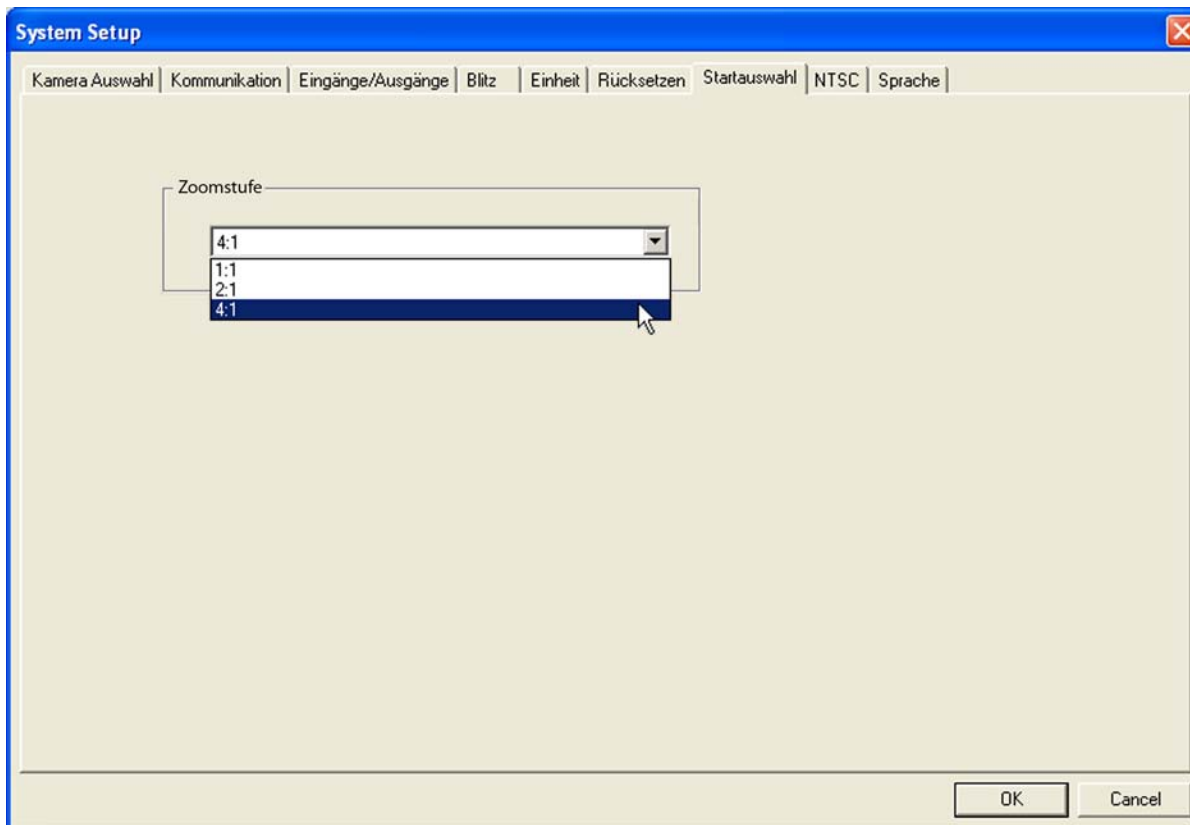 System Setup
Kamera Auswahl Kommunikation Eingänge/Ausgänge Blitz Einheit Rücksetzen Startauswahl NTSC Sprache
Zoomstufe
4:1
1:1
2:1
4:1
OK Cancel